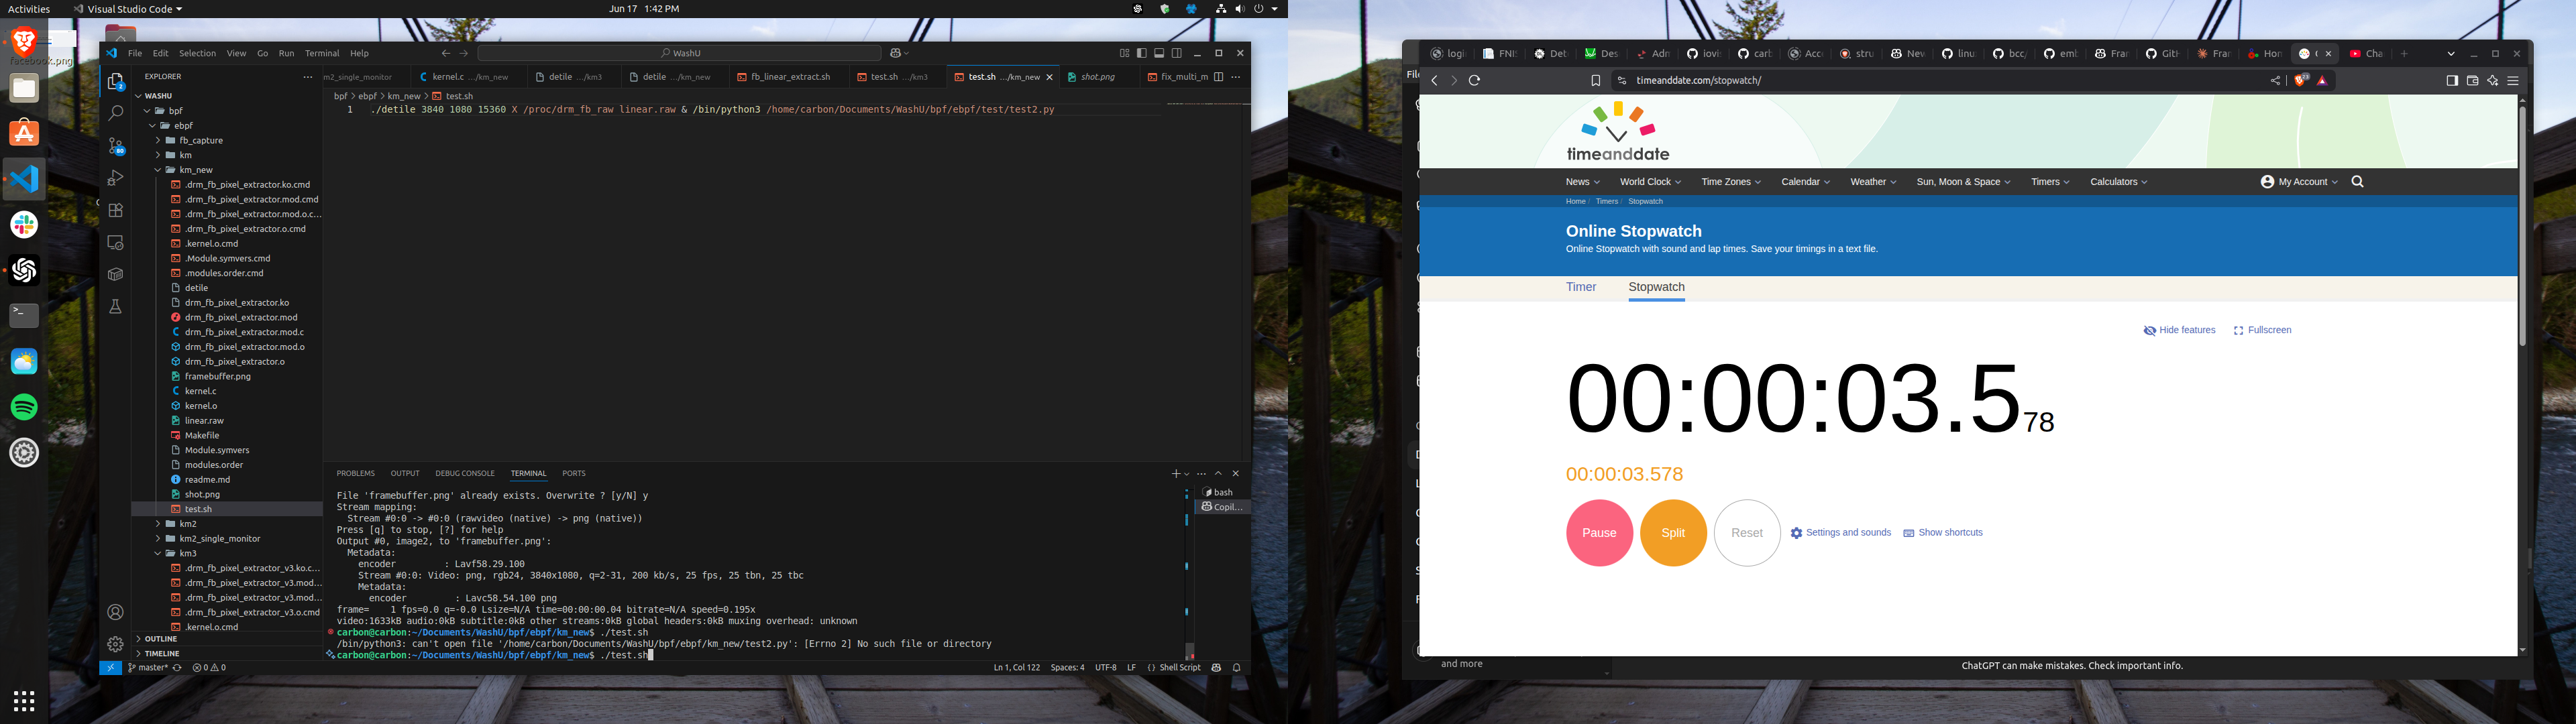 Activities
Visual Studio Code
Jun 17 1:42 PM
facebook.png
File Edit Selection View Go Run Terminal Help
WashU
EXPLORER
WASHU
bpf
ebpf
fb_capture
km
km_new
.drm_fb_pixel_extractor.ko.cmd
.drm_fb_pixel_extractor.mod.cmd
.drm_fb_pixel_extractor.mod.o.c...
.drm_fb_pixel_extractor.o.cmd
.kernel.o.cmd
.Module.symvers.cmd
.modules.order.cmd
detile
drm_fb_pixel_extractor.ko
drm_fb_pixel_extractor.mod
drm_fb_pixel_extractor.mod.c
drm_fb_pixel_extractor.mod.o
drm_fb_pixel_extractor.o
framebuffer.png
kernel.c
kernel.o
linear.raw
Makefile
Module.symvers
modules.order
readme.md
shot.png
test.sh
km2
km2_single_monitor
km3
.drm_fb_pixel_extractor_v3.ko.c...
.drm_fb_pixel_extractor_v3.mod...
.drm_fb_pixel_extractor_v3.mod...
.drm_fb_pixel_extractor_v3.o.cmd
.kernel.o.cmd
OUTLINE
TIMELINE
m2_single_monitor
kernel.c .../km_new
detile .../km3
detile .../km_new
fb_linear_extract.sh
test.sh .../km3
test.sh .../km_new
shot.png
fix_multi_m
bpf > ebpf > km_new > test.sh
1 ./detile 3840 1080 15360 X /proc/drm_fb_raw linear.raw & /bin/python3 /home/carbon/Documents/WashU/bpf/ebpf/test/test2.py
PROBLEMS OUTPUT DEBUG CONSOLE TERMINAL PORTS
bash
Copil...
File 'framebuffer.png' already exists. Overwrite ? [y/N] y
Stream mapping:
Stream #0:0 -> #0:0 (rawvideo (native) -> png (native))
Press [q] to stop, [?] for help
Output #0, image2, to 'framebuffer.png':
Metadata:
encoder : Lavf58.29.100
Stream #0:0: Video: png, rgb24, 3840x1080, q=2-31, 200 kb/s, 25 fps, 25 tbn, 25 tbc
Metadata:
encoder : Lavc58.54.100 png
frame= 1 fps=0.0 q=-0.0 Lsize=N/A time=00:00:00.04 bitrate=N/A speed=0.195x
video:1633kB audio:0kB subtitle:0kB other streams:0kB global headers:0kB muxing overhead: unknown
carbon@carbon:~/Documents/WashU/bpf/ebpf/km_new$ ./test.sh
/bin/python3: can't open file '/home/carbon/Documents/WashU/bpf/ebpf/km_new/test2.py': [Errno 2] No such file or directory
carbon@carbon:~/Documents/WashU/bpf/ebpf/km_new$ ./test.sh
master* 0 0
Ln 1, Col 122 Spaces: 4 UTF-8 LF Shell Script
File
logi FNI Det Des Adn iovi carb Acc stru New linu bcc/ emb Fran GitH Fran Hon Cha
timeanddate.com/stopwatch/
timeanddate
News World Clock Time Zones Calendar Weather Sun, Moon & Space Timers Calculators
My Account
Home / Timers / Stopwatch
Online Stopwatch
Online Stopwatch with sound and lap times. Save your timings in a text file.
Timer Stopwatch
Hide features Fullscreen
00:00:03.578
00:00:03.578
Pause
Split
Reset
Settings and sounds
Show shortcuts
and more
ChatGPT can make mistakes. Check important info.